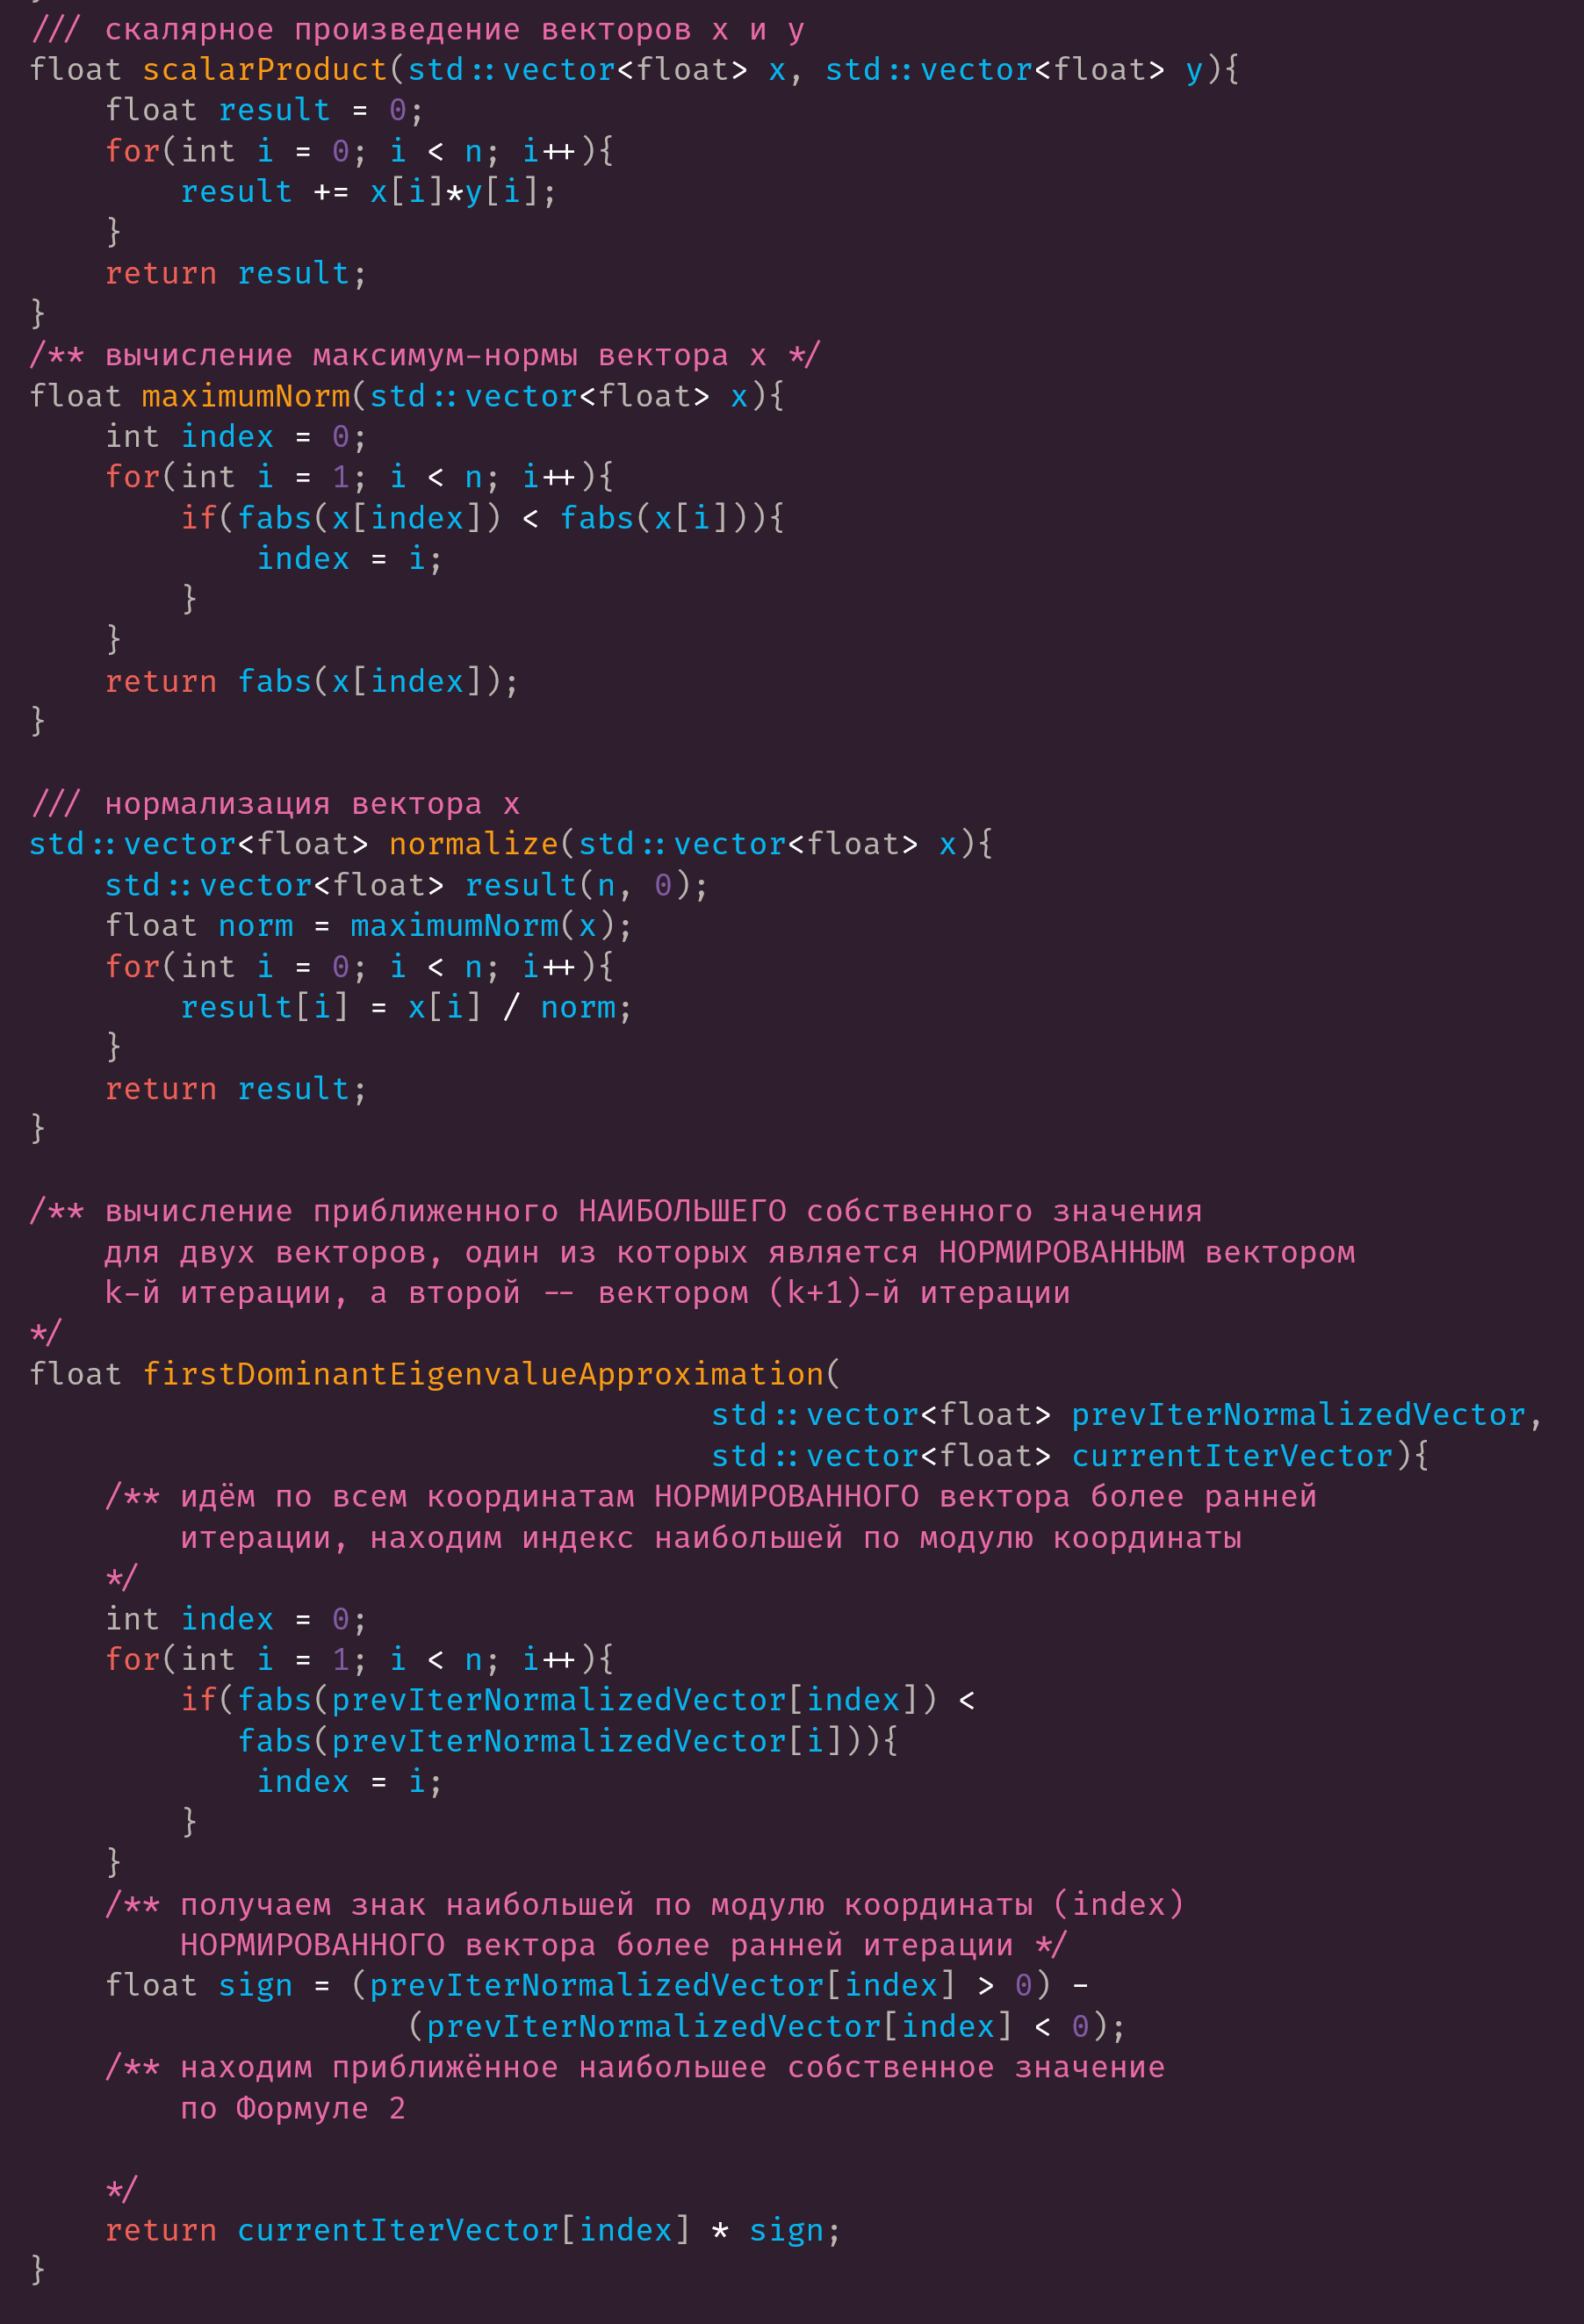 }
/// скалярное произведение векторов x и y
float scalarProduct(std::vector<float> x, std::vector<float> y){
    float result = 0;
    for(int i = 0; i < n; i++){
        result += x[i]*y[i];
    }
    return result;
}
/** вычисление максимум-нормы вектора x */
float maximumNorm(std::vector<float> x){
    int index = 0;
    for(int i = 1; i < n; i++){
        if(fabs(x[index]) < fabs(x[i])){
            index = i;
        }
    }
    return fabs(x[index]);
}

/// нормализация вектора x
std::vector<float> normalize(std::vector<float> x){
    std::vector<float> result(n, 0);
    float norm = maximumNorm(x);
    for(int i = 0; i < n; i++){
        result[i] = x[i] / norm;
    }
    return result;
}

/** вычисление приближенного НАИБОЛЬШЕГО собственного значения
    для двух векторов, один из которых является НОРМИРОВАННЫМ вектором
    k-й итерации, а второй -- вектором (k+1)-й итерации
*/
float firstDominantEigenvalueApproximation(
                                    std::vector<float> prevIterNormalizedVector,
                                    std::vector<float> currentIterVector){
    /** идём по всем координатам НОРМИРОВАННОГО вектора более ранней
        итерации, находим индекс наибольшей по модулю координаты
    */
    int index = 0;
    for(int i = 1; i < n; i++){
        if(fabs(prevIterNormalizedVector[index]) <
           fabs(prevIterNormalizedVector[i])){
            index = i;
        }
    }
    /** получаем знак наибольшей по модулю координаты (index)
        НОРМИРОВАННОГО вектора более ранней итерации */
    float sign = (prevIterNormalizedVector[index] > 0) -
                    (prevIterNormalizedVector[index] < 0);
    /** находим приближённое наибольшее собственное значение
        по Формуле 2

    */
    return currentIterVector[index] * sign;
}